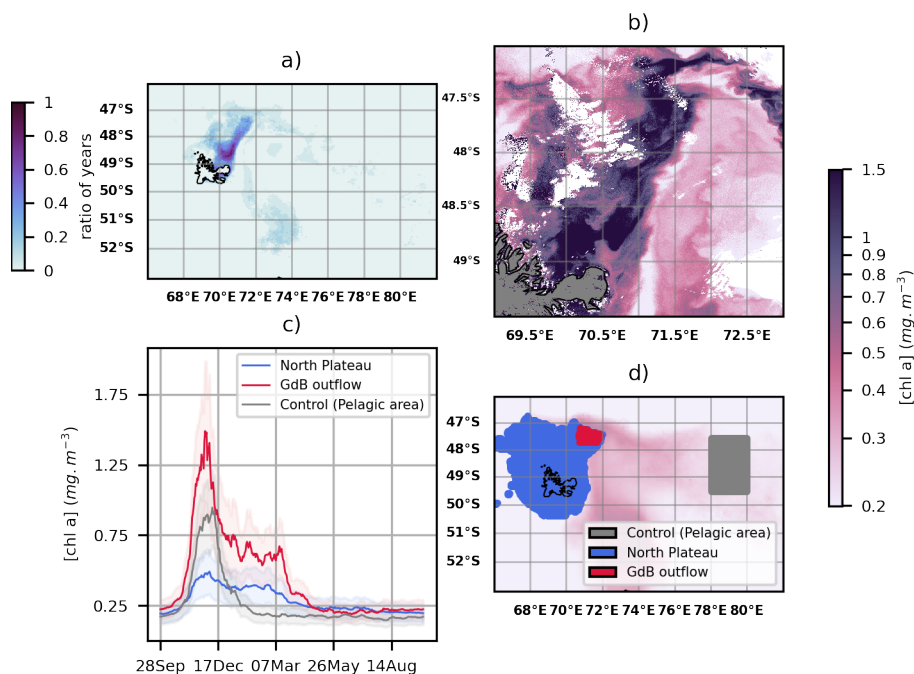 a)
1
0.8
0.6
0.4
0.2
0
ratio of years
47°S
48°S
49°S
50°S
51°S
52°S
68°E 70°E 72°E 74°E 76°E 78°E 80°E
b)
47.5°S
48°S
48.5°S
49°S
69.5°E 70.5°E 71.5°E 72.5°E
1.5
1
0.9
0.8
0.7
0.6
0.5
0.4
0.3
0.2
[chl a] (mg.m⁻³)
c)
North Plateau
GdB outflow
Control (Pelagic area)
1.75
1.25
0.75
0.25
[chl a] (mg.m⁻³)
28Sep 17Dec 07Mar 26May 14Aug
d)
47°S
48°S
49°S
50°S
51°S
52°S
Control (Pelagic area)
North Plateau
GdB outflow
68°E 70°E 72°E 74°E 76°E 78°E 80°E